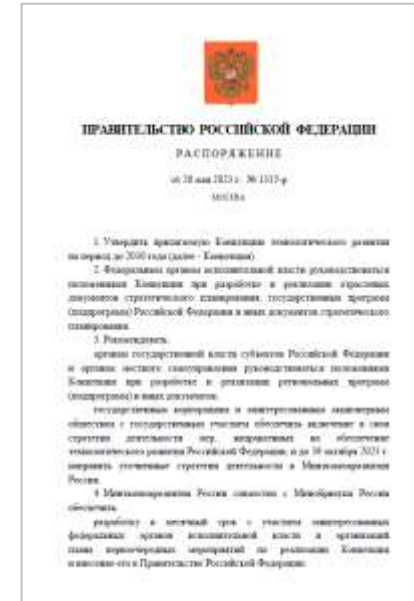 ПРАВИТЕЛЬСТВО РОССИЙСКОЙ ФЕДЕРАЦИИ
РАСПОРЯЖЕНИЕ
от 20 мая 2023 г. № 1315-р
МОСКВА
1. Утвердить прилагаемую Концепцию технологического развития
на период до 2030 года (далее - Концепция).
2. Федеральным органам исполнительной власти руководствоваться
положениями Концепции при разработке и реализации отраслевых
документов стратегического планирования, государственных программ
(подпрограмм) Российской Федерации и иных документов стратегического
планирования.
3. Рекомендовать:
органам государственной власти субъектов Российской Федерации
и органам местного самоуправления руководствоваться положениями
Концепции при разработке и реализации региональных программ
(подпрограмм) и иных документов;
государственным корпорациям и заинтересованным акционерным
обществам с государственным участием обеспечить включение в свои
стратегии деятельности мер, направленных на обеспечение
технологического развития Российской Федерации, и до 30 октября 2023 г.
направить уточненные стратегии деятельности в Минэкономразвития
России.
4. Минэкономразвития России совместно с Минобрнауки России
обеспечить:
разработку в месячный срок с участием заинтересованных
федеральных органов исполнительной власти и организаций
плана первоочередных мероприятий по реализации Концепции
и внесение его в Правительство Российской Федерации;